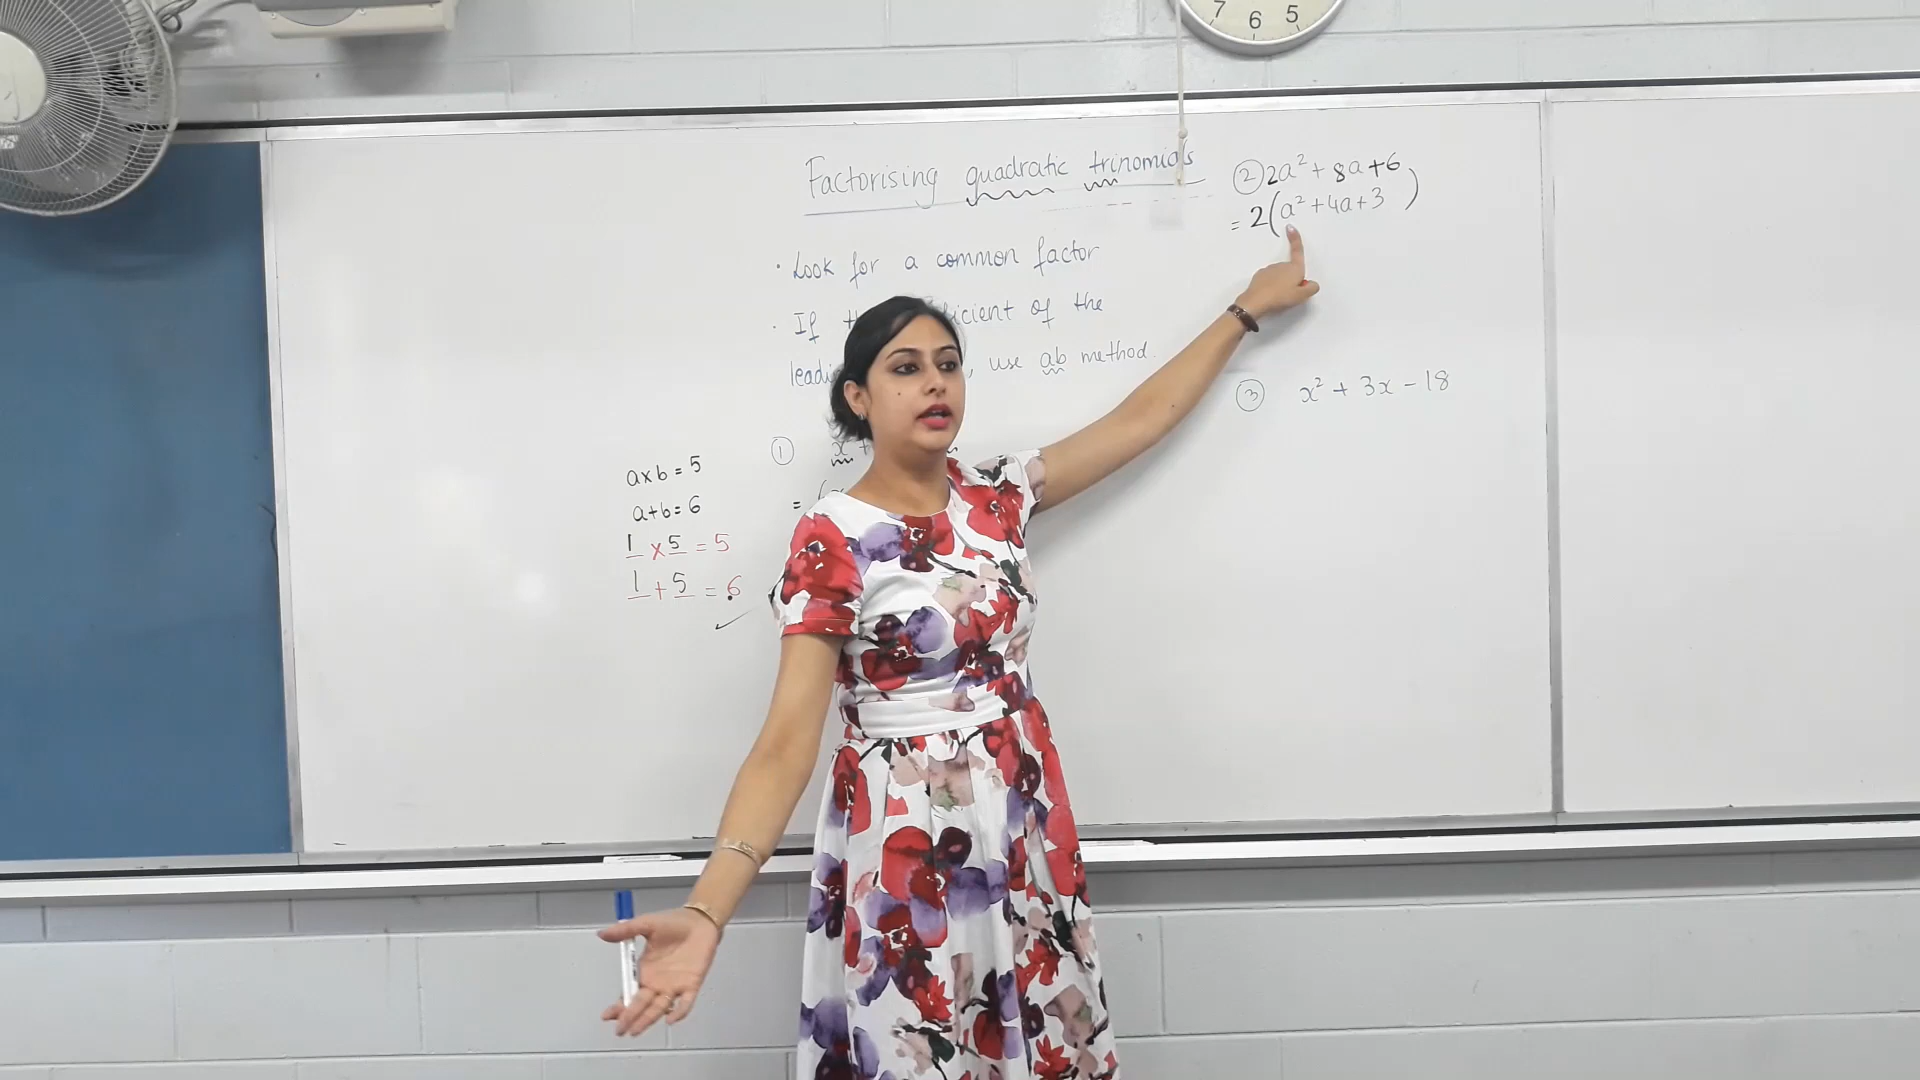 7 6 5
Factorising quadratic trinomials
• Look for a common factor
• If of the
use ab method.
a×b = 5
a+b = 6
1 × 5 = 5
1 + 5 = 6
①
=
② 2a² + 8a + 6
= 2(a² + 4a + 3 )
③ x² + 3x - 18